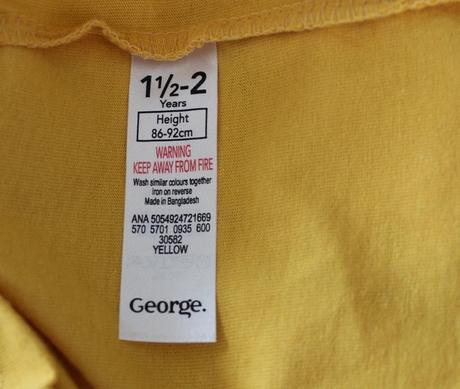 1½-2
Years
Height
86-92cm
WARNING
KEEP AWAY FROM FIRE
Wash similar colours together
Iron on reverse
Made in Bangladesh
ANA 5054924721669
570 5701 0935 600
30582
YELLOW
George.